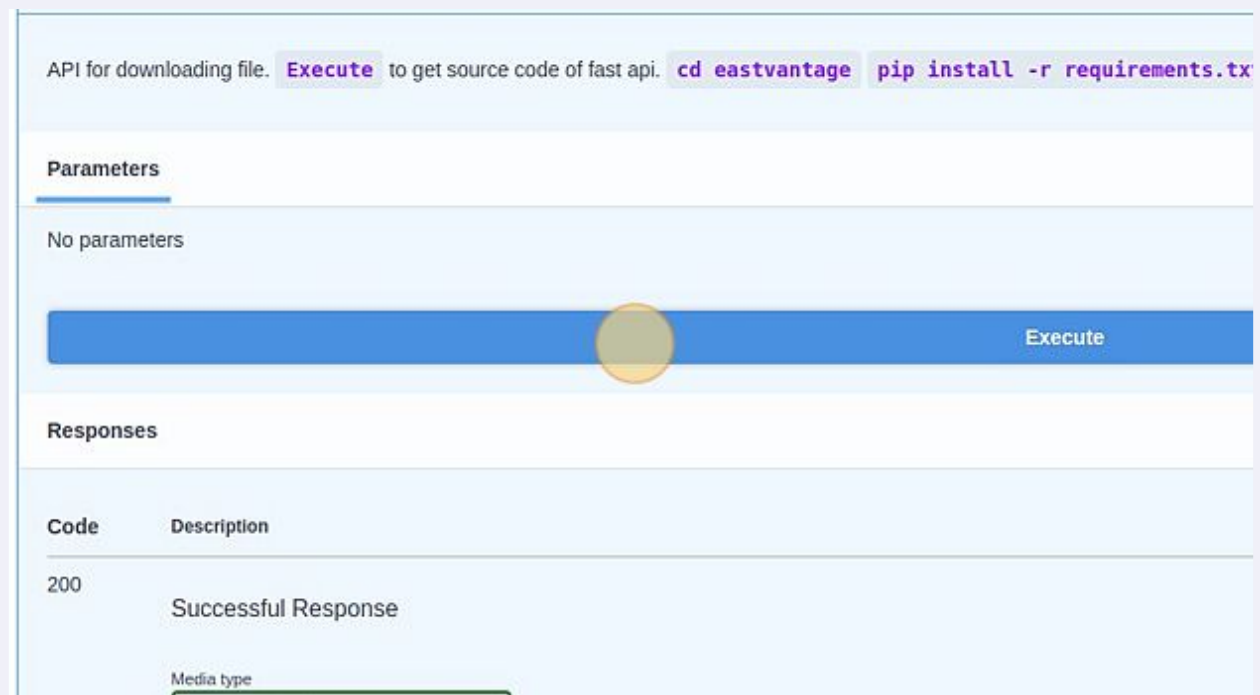 API for downloading file. Execute to get source code of fast api. cd eastvantage pip install -r requirements.txt
Parameters
No parameters
Execute
Responses
Code Description
200
Successful Response
Media type